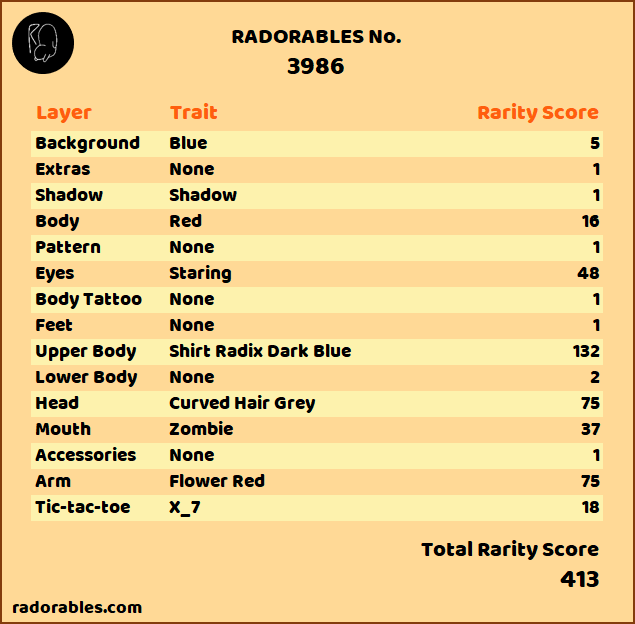 RADORABLES No.
3986
Layer Trait Rarity Score
Background Blue 5
Extras None 1
Shadow Shadow 1
Body Red 16
Pattern None 1
Eyes Staring 48
Body Tattoo None 1
Feet None 1
Upper Body Shirt Radix Dark Blue 132
Lower Body None 2
Head Curved Hair Grey 75
Mouth Zombie 37
Accessories None 1
Arm Flower Red 75
Tic-tac-toe X_7 18
Total Rarity Score
413
radorables.com